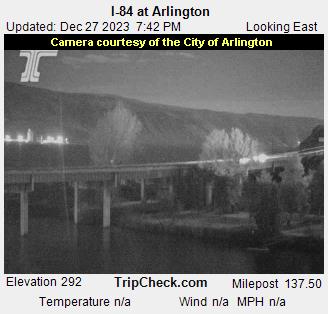 I-84 at Arlington
Updated: Dec 27 2023 7:42 PM Looking East
Camera courtesy of the City of Arlington
Elevation 292 TripCheck.com Milepost 137.50
Temperature n/a Wind n/a MPH n/a